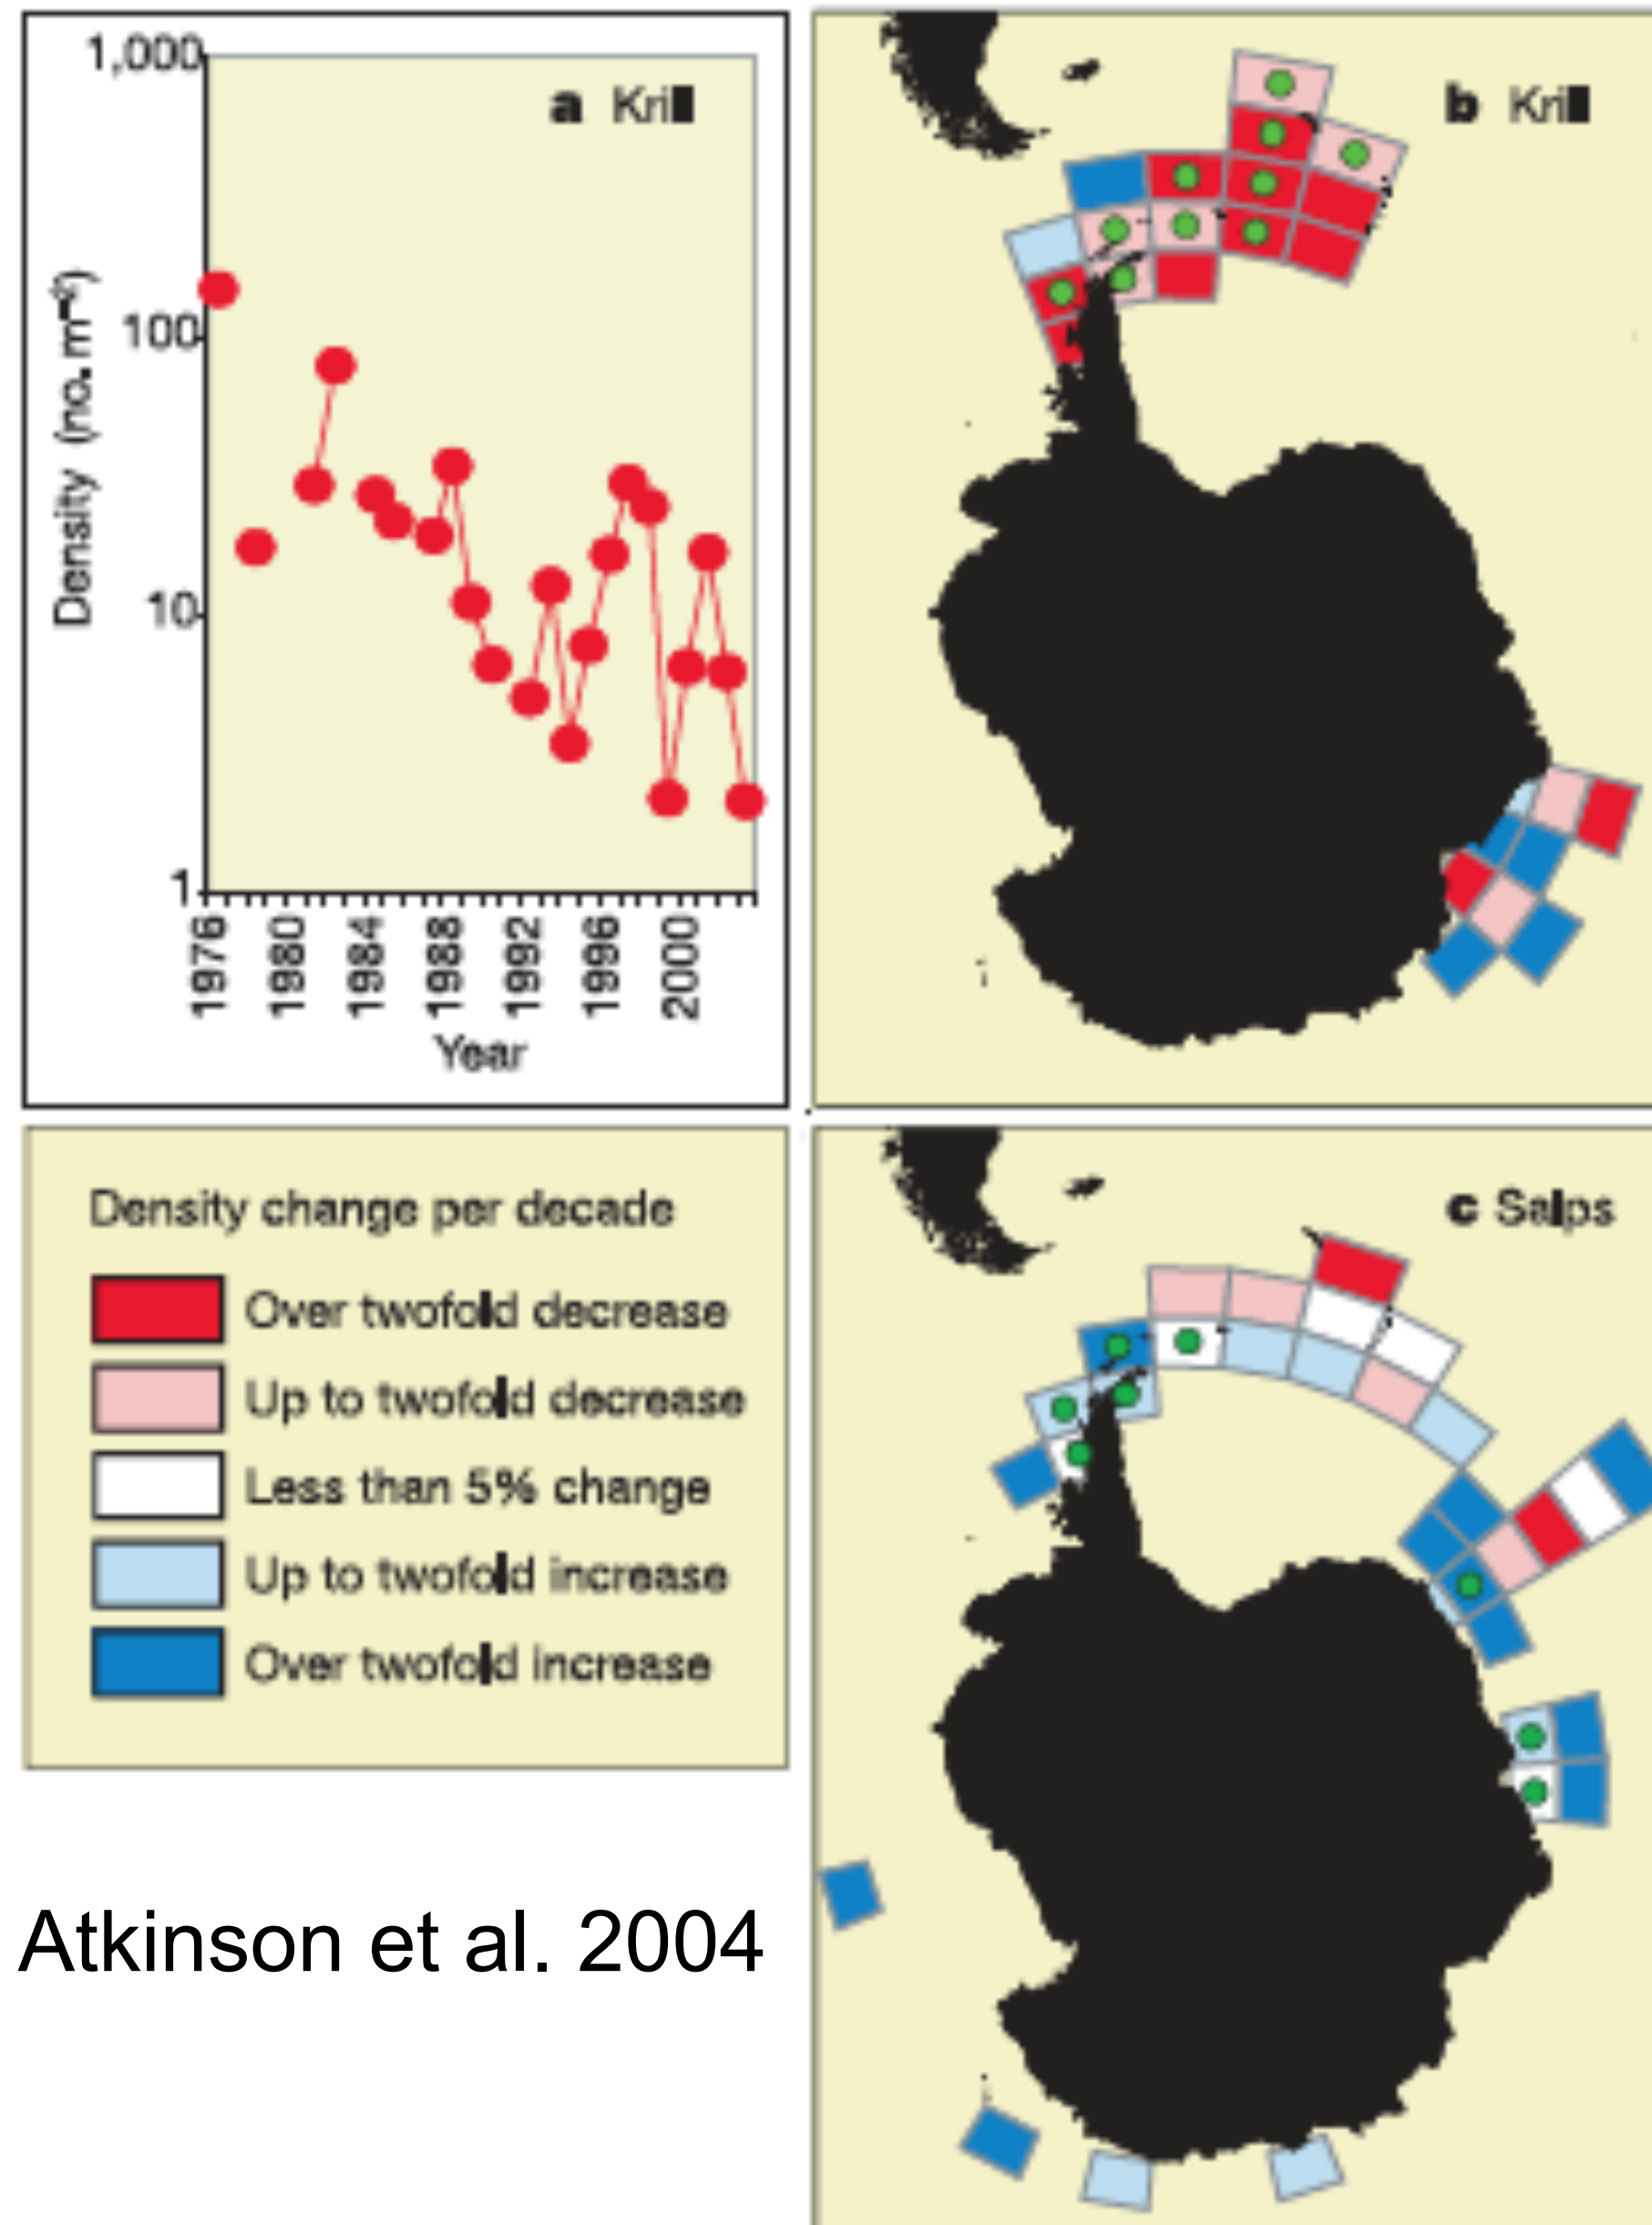 a Krill
1,000
100
10
1
Density (no. m⁻²)
1976 1980 1984 1988 1992 1996 2000
Year
b Krill
Density change per decade
Over twofold decrease
Up to twofold decrease
Less than 5% change
Up to twofold increase
Over twofold increase
c Salps
Atkinson et al. 2004